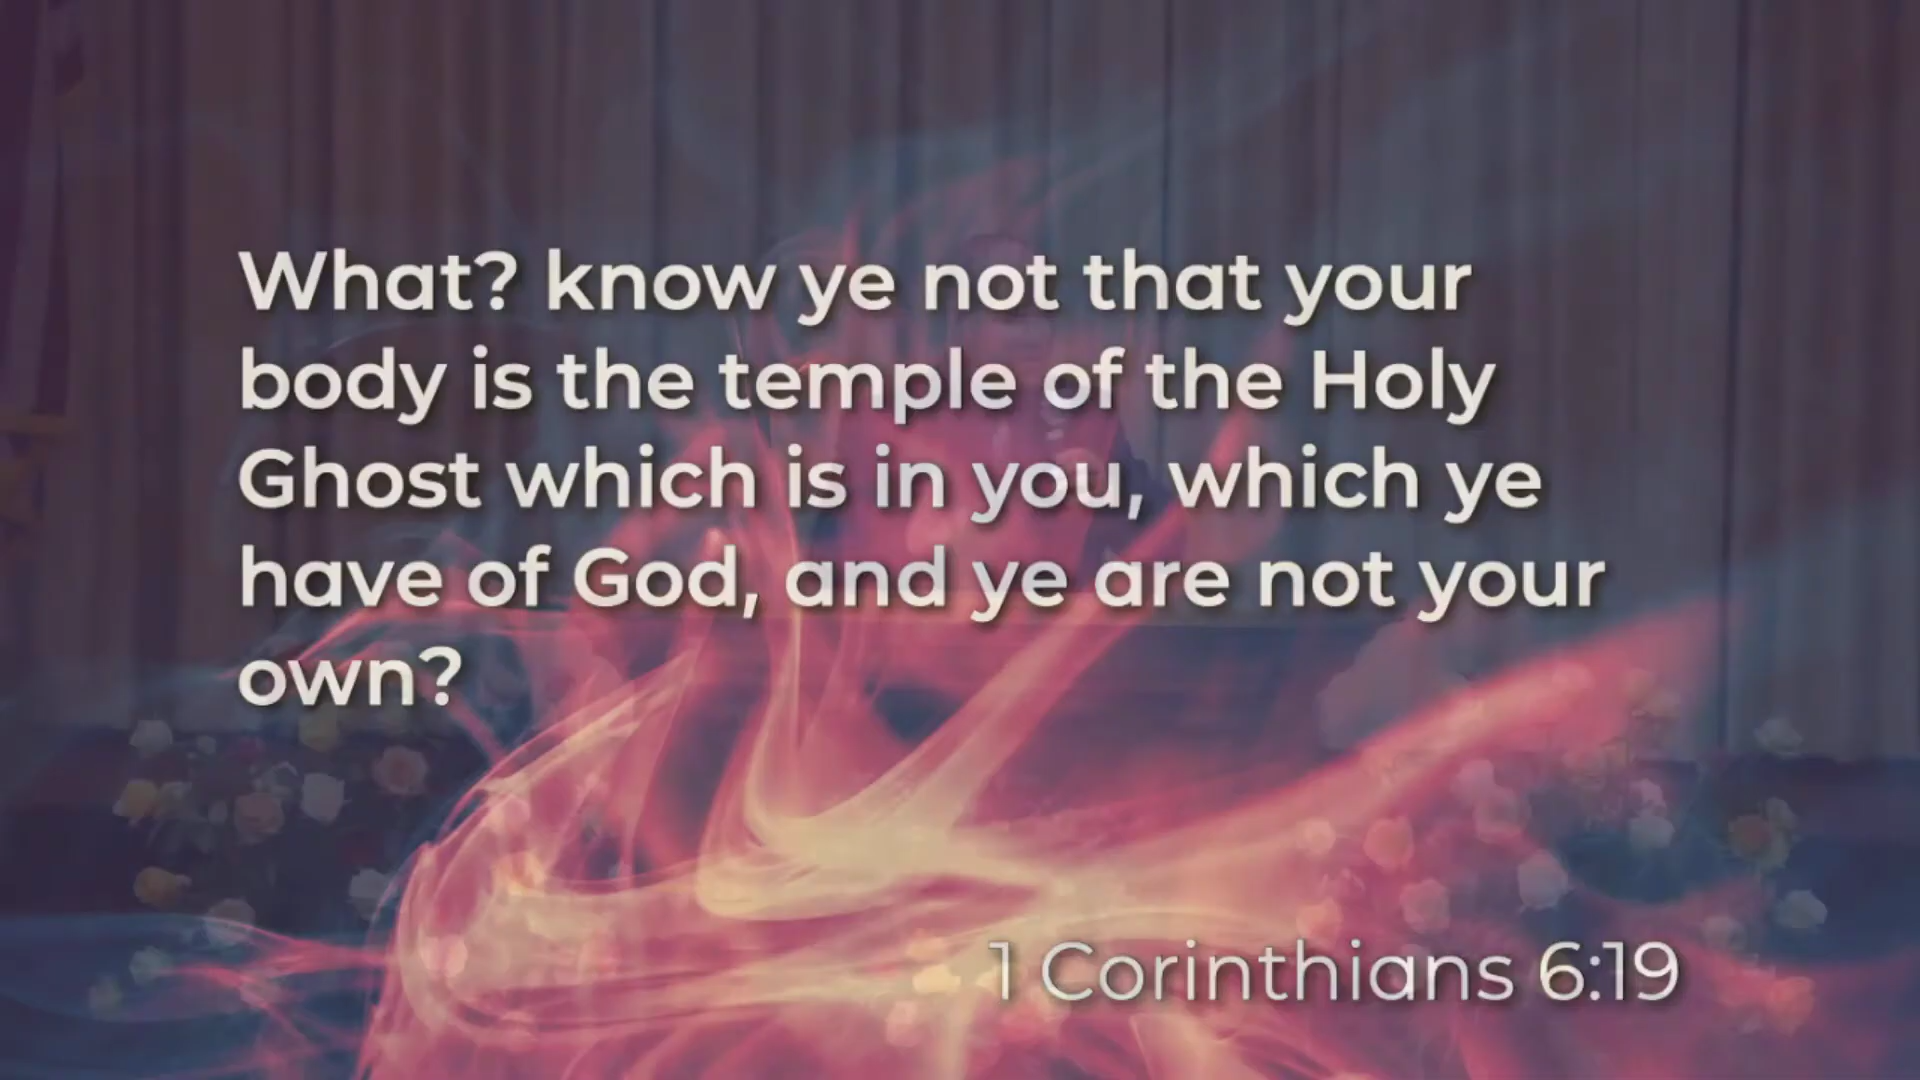 What? know ye not that your
body is the temple of the Holy
Ghost which is in you, which ye
have of God, and ye are not your
own?
1 Corinthians 6:19